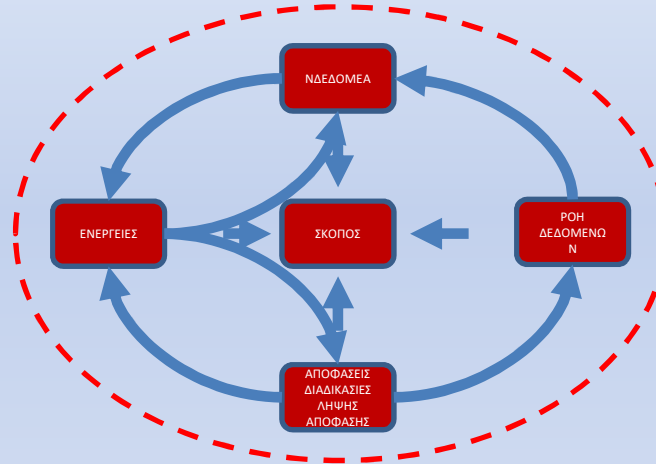 ΝΔΕΔΟΜΕΑ
ΕΝΕΡΓΕΙΕΣ
ΣΚΟΠΟΣ
ΡΟΗ
ΔΕΔΟΜΕΝΩ
Ν
ΑΠΟΦΑΣΕΙΣ
ΔΙΑΔΙΚΑΣΙΕΣ
ΛΗΨΗΣ
ΑΠΟΦΑΣΗΣ